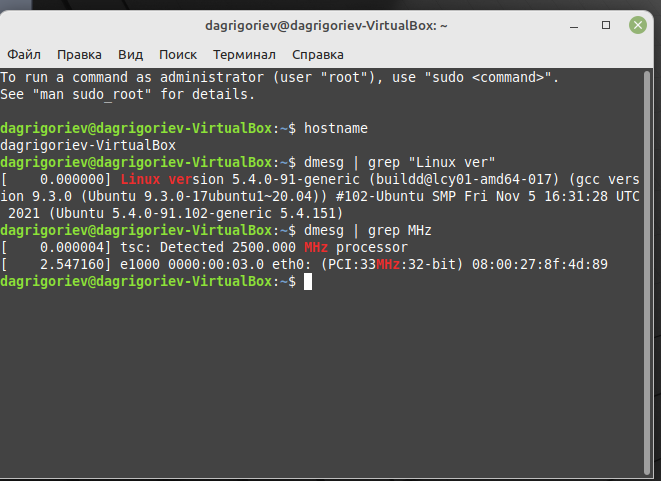 dagrigoriev@dagrigoriev-VirtualBox: ~
Файл Правка Вид Поиск Терминал Справка
To run a command as administrator (user "root"), use "sudo <command>".
See "man sudo_root" for details.
dagrigoriev@dagrigoriev-VirtualBox:~$ hostname
dagrigoriev-VirtualBox
dagrigoriev@dagrigoriev-VirtualBox:~$ dmesg | grep "Linux ver"
[    0.000000] Linux version 5.4.0-91-generic (buildd@lcy01-amd64-017) (gcc vers
ion 9.3.0 (Ubuntu 9.3.0-17ubuntu1~20.04)) #102-Ubuntu SMP Fri Nov 5 16:31:28 UTC
 2021 (Ubuntu 5.4.0-91.102-generic 5.4.151)
dagrigoriev@dagrigoriev-VirtualBox:~$ dmesg | grep MHz
[    0.000004] tsc: Detected 2500.000 MHz processor
[    2.547160] e1000 0000:00:03.0 eth0: (PCI:33MHz:32-bit) 08:00:27:8f:4d:89
dagrigoriev@dagrigoriev-VirtualBox:~$